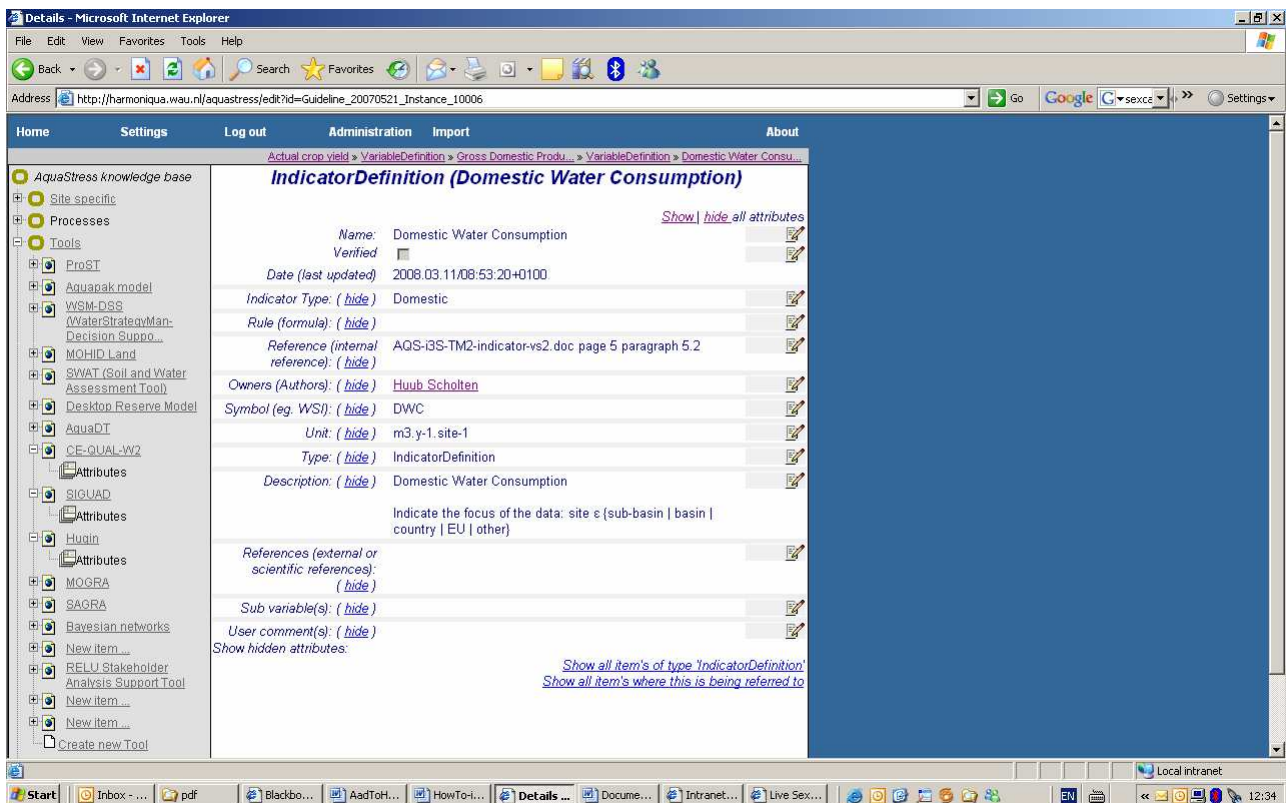 Details - Microsoft Internet Explorer
File Edit View Favorites Tools Help
Back Search Favorites
Address http://harmoniqua.wau.nl/aquastress/edit?id=Guideline_20070521_Instance_10006 Go Google G sexca » Settings
Home Settings Log out Administration Import About
Actual crop yield » VariableDefinition » Gross Domestic Produ... » VariableDefinition » Domestic Water Consu...
AquaStress knowledge base
Site specific
Processes
Tools
ProST
Aquapak model
WSM-DSS
(WaterStrategyMan-
Decision Suppo...
MOHID Land
SWAT (Soil and Water
Assessment Tool)
Desktop Reserve Model
AquaDT
CE-QUAL-W2
Attributes
SIGUAD
Attributes
Hugin
Attributes
MOGRA
SAGRA
Bayesian networks
New item ...
RELU Stakeholder
Analysis Support Tool
New item ...
New item ...
Create new Tool
IndicatorDefinition (Domestic Water Consumption)
Show | hide all attributes
Name: Domestic Water Consumption
Verified
Date (last updated) 2008.03.11/08:53:20+0100
Indicator Type: ( hide ) Domestic
Rule (formula): ( hide )
Reference (internal AQS-i3S-TM2-indicator-vs2.doc page 5 paragraph 5.2
reference): ( hide )
Owners (Authors): ( hide ) Huub Scholten
Symbol (eg. WSI): ( hide ) DWC
Unit: ( hide ) m3.y-1.site-1
Type: ( hide ) IndicatorDefinition
Description: ( hide ) Domestic Water Consumption
Indicate the focus of the data: site ε {sub-basin | basin |
country | EU | other}
References (external or
scientific references):
( hide )
Sub variable(s): ( hide )
User comment(s): ( hide )
Show hidden attributes:
Show all item's of type 'IndicatorDefinition'
Show all item's where this is being referred to
Local intranet
Start Inbox - ... pdf Blackbo... AadToH... HowTo-i... Details ... Docume... Intranet... Live Sex... EN « 12:34